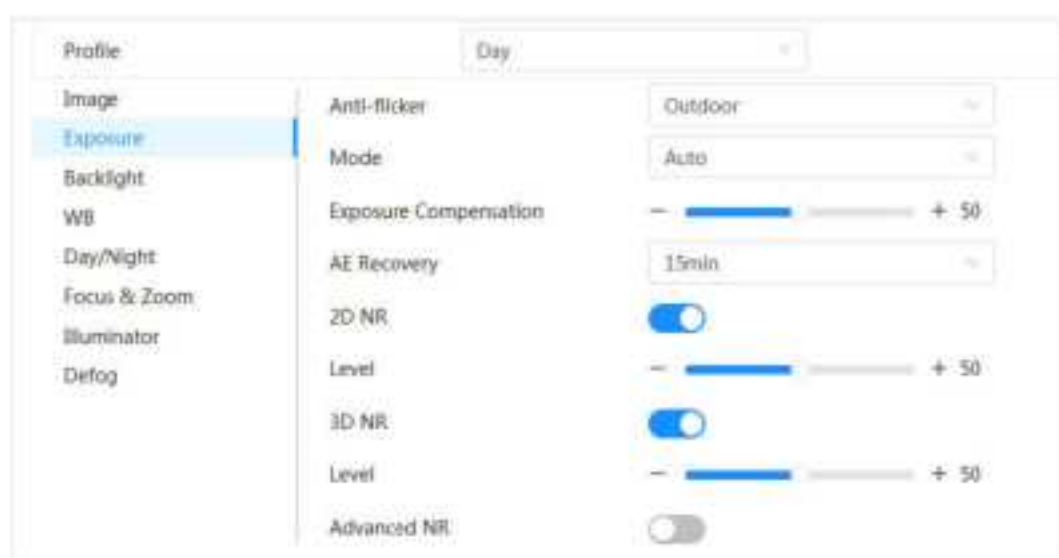 Profile Day
Image
Exposure
Backlight
WB
Day/Night
Focus & Zoom
Illuminator
Defog
Anti-flicker Outdoor
Mode Auto
Exposure Compensation − + 50
AE Recovery 15min
2D NR
Level − + 50
3D NR
Level − + 50
Advanced NR